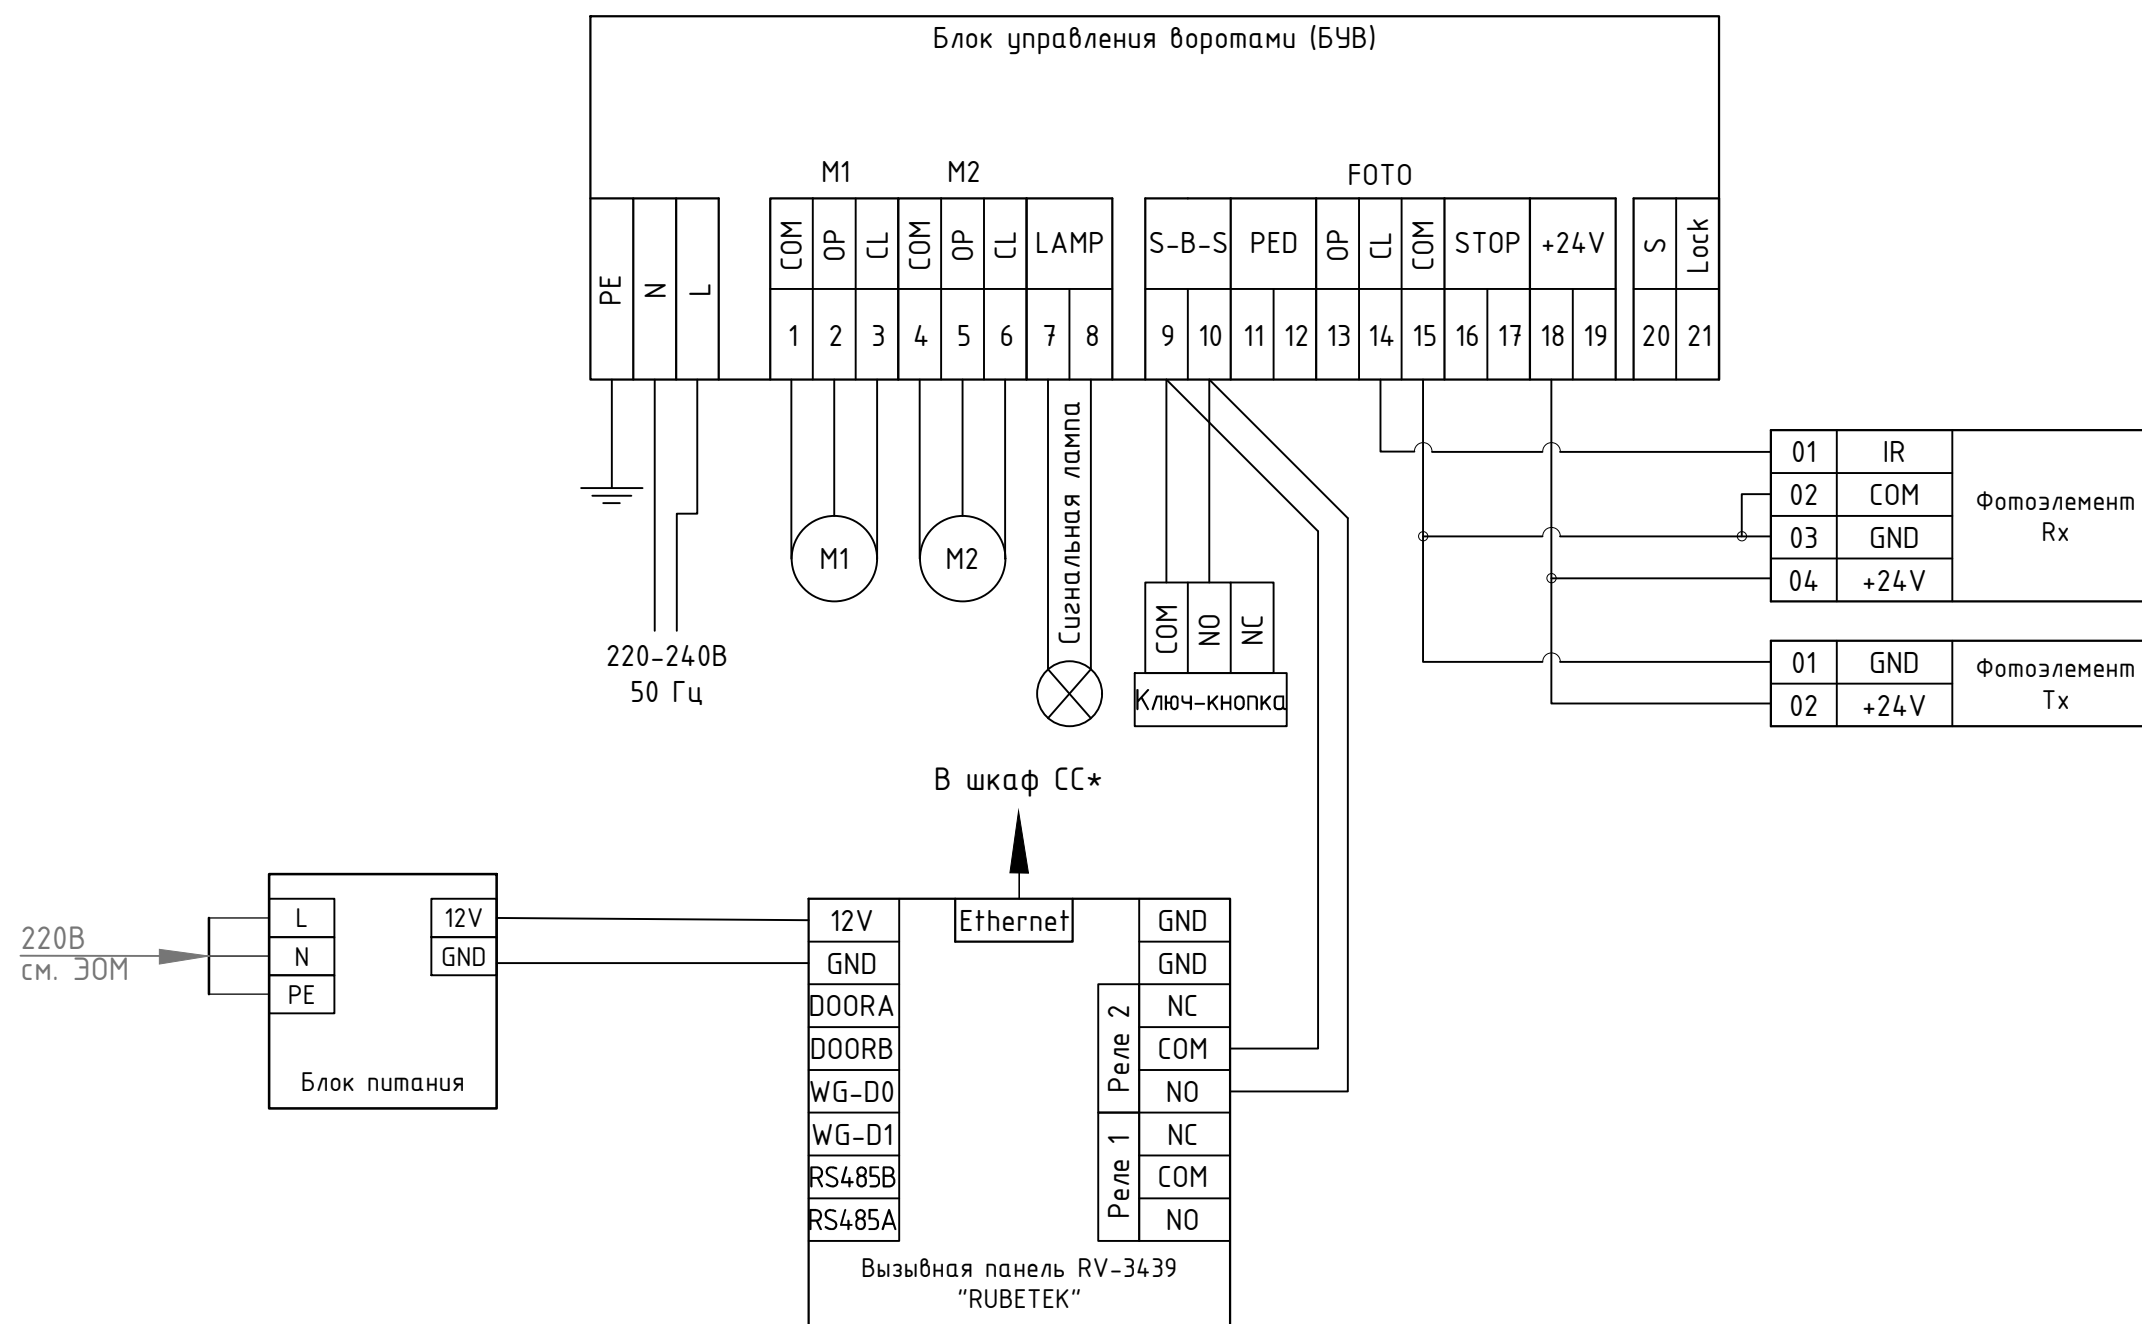 Блок управления воротами (БУВ)
M1 M2 FOTO
PE N L COM OP CL COM OP CL LAMP S-B-S PED OP CL COM STOP +24V S Lock
1 2 3 4 5 6 7 8 9 10 11 12 13 14 15 16 17 18 19 20 21
Сигнальная лампа
M1
M2
220-240В
50 Гц
COM NO NC
Ключ-кнопка
01 IR
02 COM
03 GND
04 +24V
Фотоэлемент
Rx
01 GND
02 +24V
Фотоэлемент
Tx
В шкаф СС*
220В
см. ЭОМ
L
N
PE
12V
GND
Блок питания
12V
GND
DOORA
DOORB
WG-D0
WG-D1
RS485B
RS485A
Ethernet
GND
GND
Реле 2
NC
COM
NO
Реле 1
NC
COM
NO
Вызывная панель RV-3439
"RUBETEK"